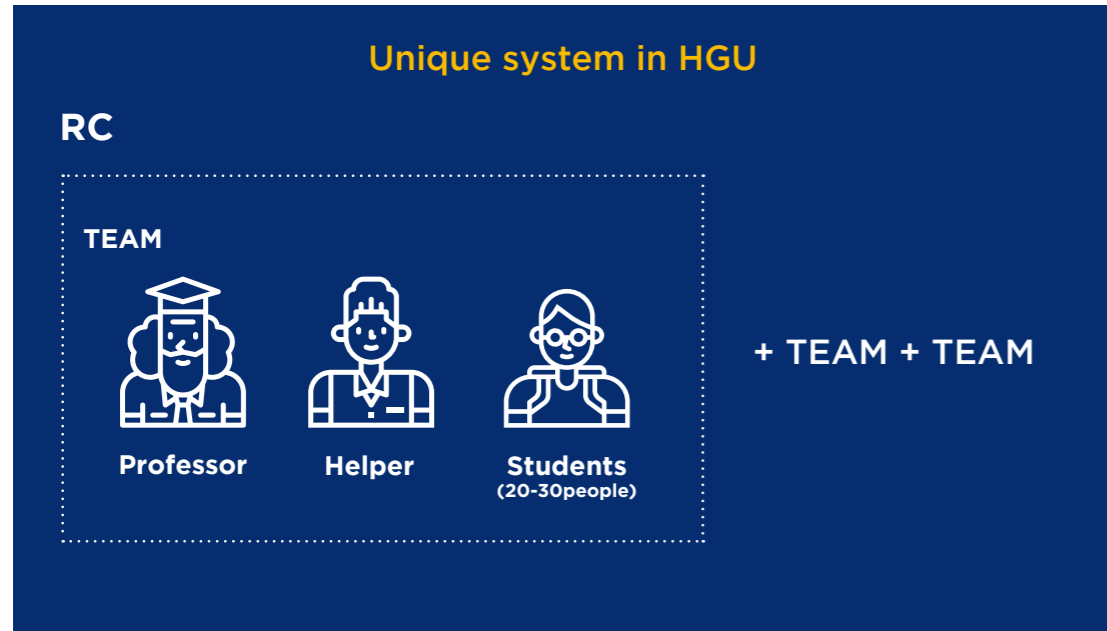 Unique system in HGU
RC
TEAM
+ TEAM + TEAM
Professor
Helper
Students
(20-30people)